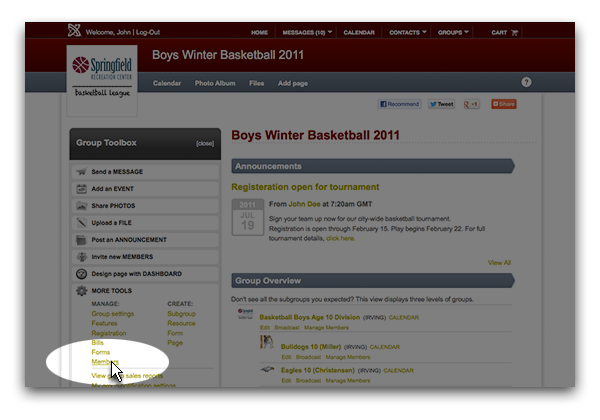 Welcome, John | Log-Out
HOME MESSAGES (10) CALENDAR CONTACTS GROUPS CART
Springfield
RECREATION CENTER
basketball league
Boys Winter Basketball 2011
Calendar Photo Album Files Add page
?
Recommend Tweet +1 Share
Group Toolbox [close]
Send a MESSAGE
Add an EVENT
Share PHOTOS
Upload a FILE
Post an ANNOUNCEMENT
Invite new MEMBERS
Design page with DASHBOARD
MORE TOOLS
MANAGE: CREATE:
Group settings Subgroup
Features Resource
Registration Form
Bills Page
Forms
Members
View group sales reports
Boys Winter Basketball 2011
Announcements
Registeration open for tournament
2011
JUL
19
From John Doe at 7:20am GMT
Sign your team up now for our city-wide basketball tournament.
Registration is open through February 15. Play begins February 22. For full
tournament details, click here.
View All
Group Overview
Don't see all the subgroups you expected? This view displays three levels of groups.
Basketball Boys Age 10 Division (IRVING) CALENDAR
Edit Broadcast Manage Members
Bulldogs 10 (Miller) (IRVING) CALENDAR
Edit Broadcast Manage Members
Eagles 10 (Christensen) (IRVING) CALENDAR
Edit Broadcast Manage Members